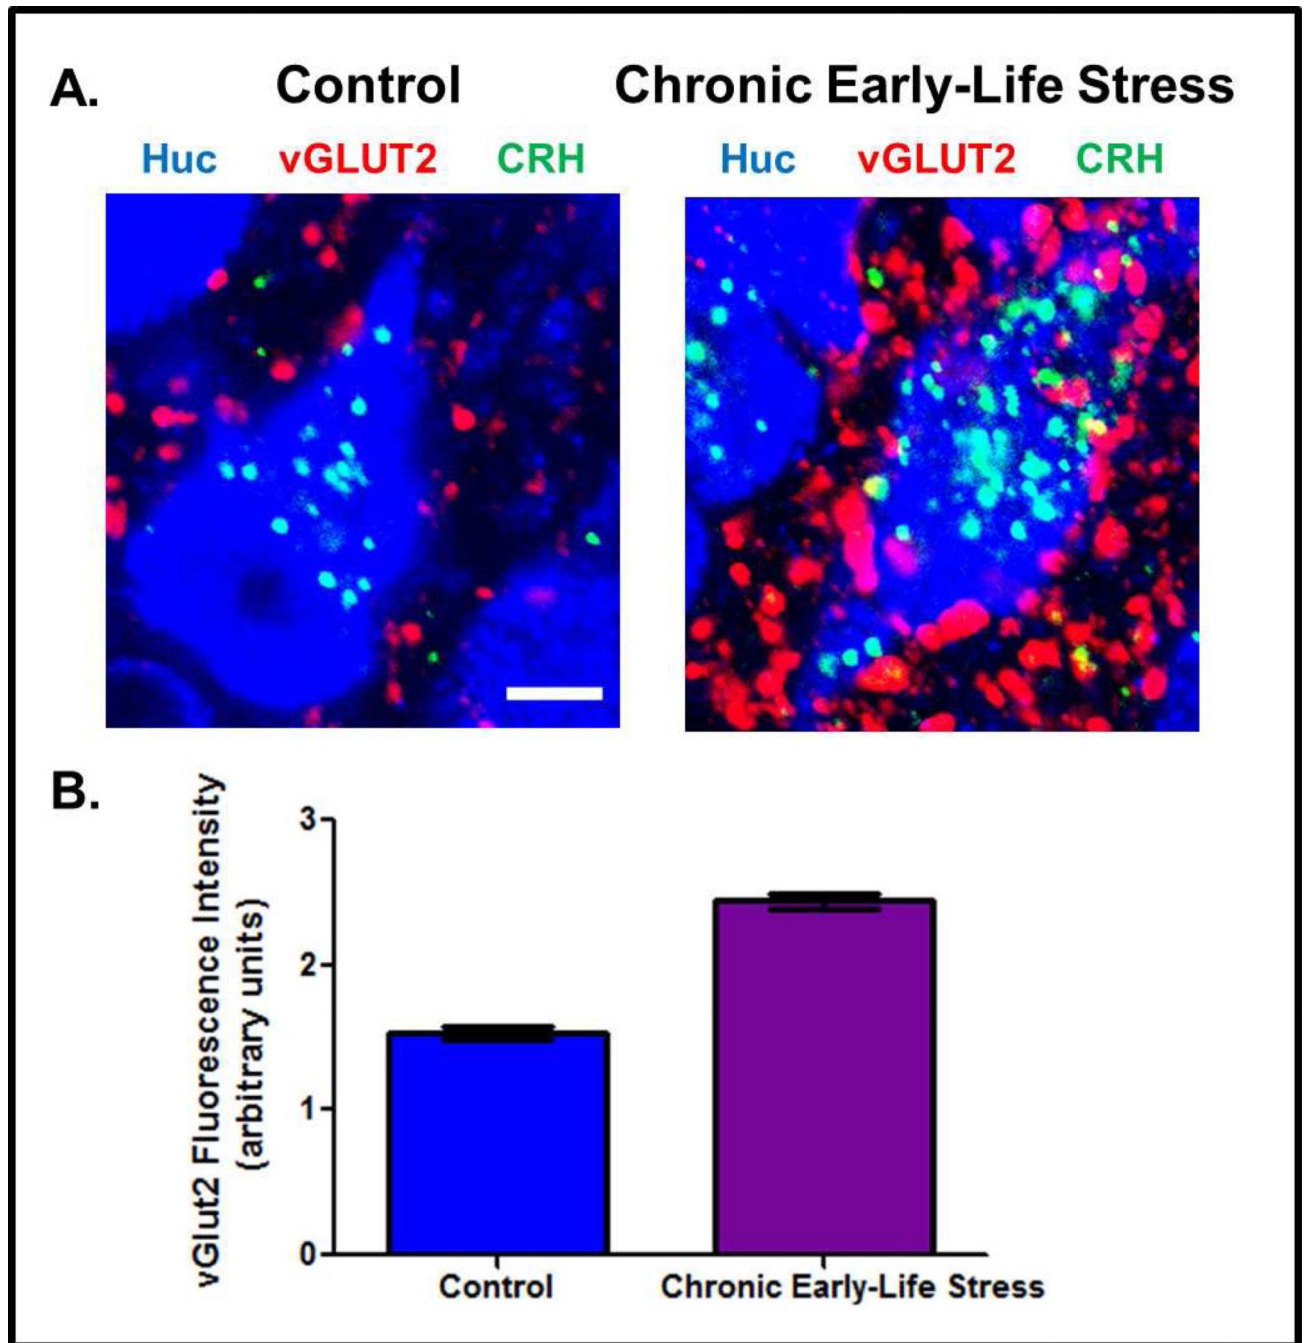 A.
Control
Chronic Early-Life Stress
Huc vGLUT2 CRH
Huc vGLUT2 CRH
B.
vGlut2 Fluorescence Intensity
(arbitrary units)
3
2
1
0
Control
Chronic Early-Life Stress